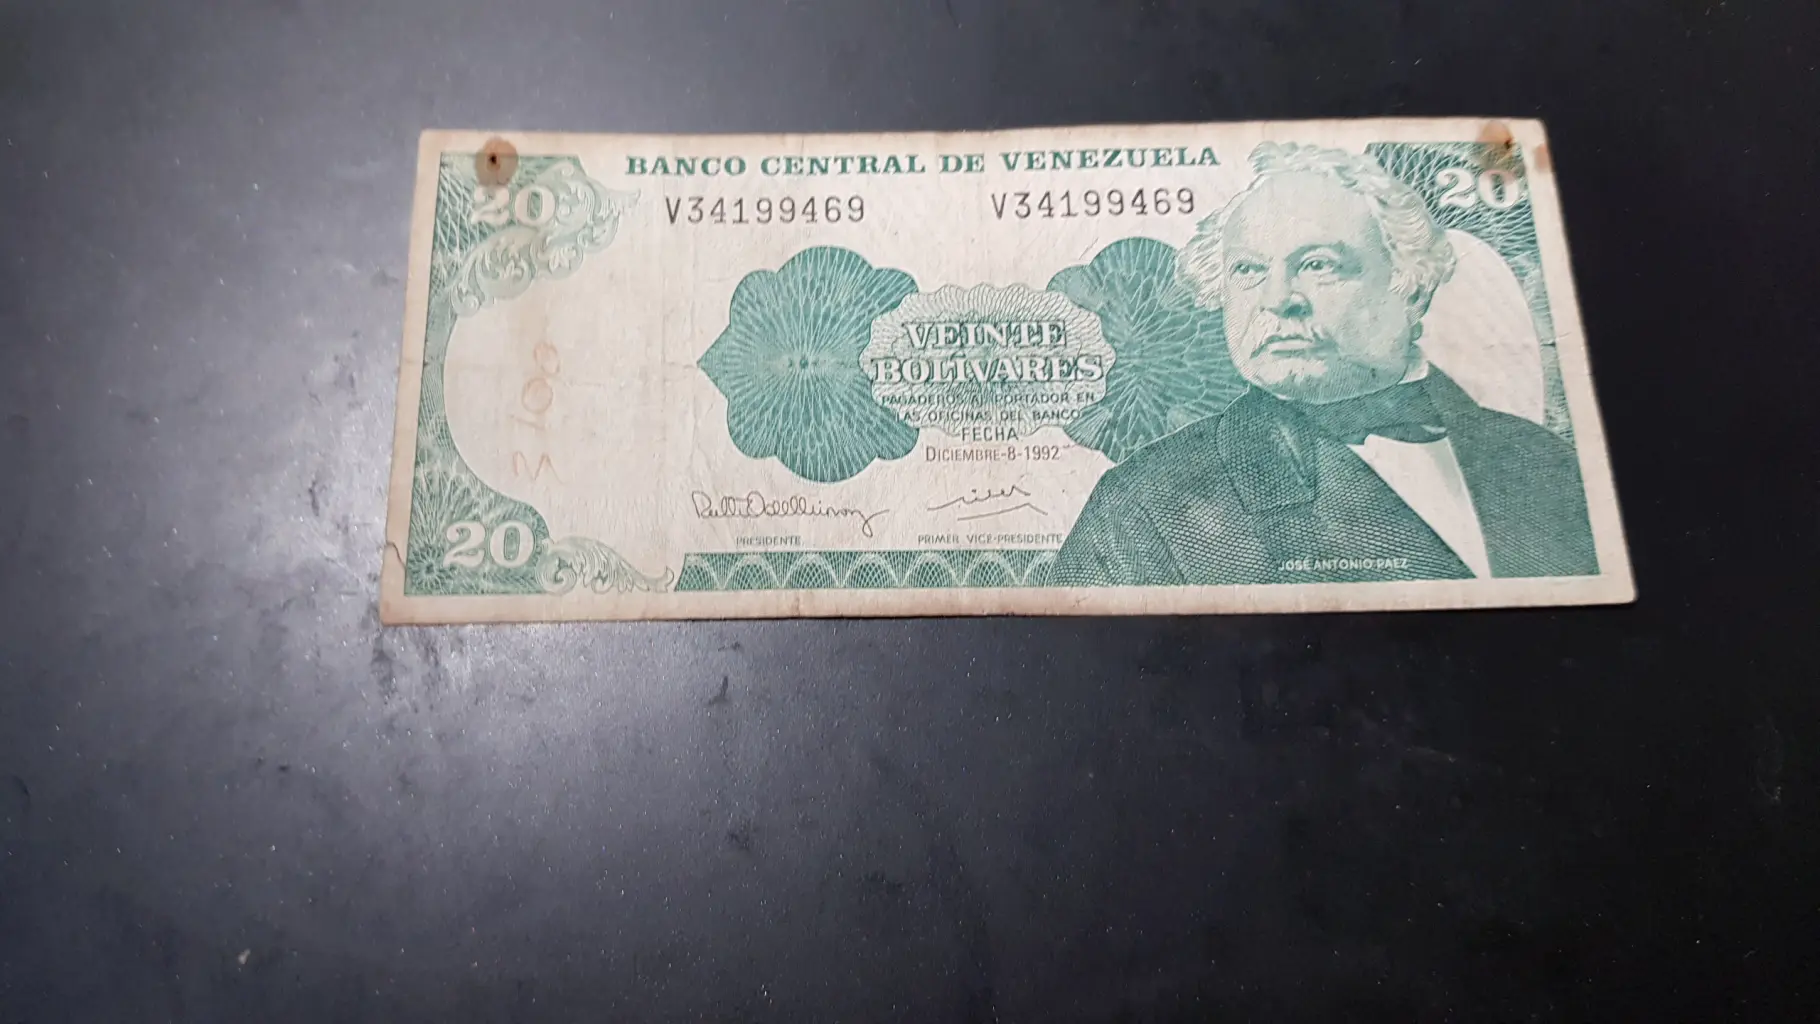 BANCO CENTRAL DE VENEZUELA
20
20
V34199469 V34199469
VEINTE
BOLÍVARES
PAGADEROS AL PORTADOR EN
LAS OFICINAS DEL BANCO
FECHA
DICIEMBRE-8-1992
PRESIDENTE
PRIMER VICE-PRESIDENTE
20
JOSE ANTONIO PAEZ